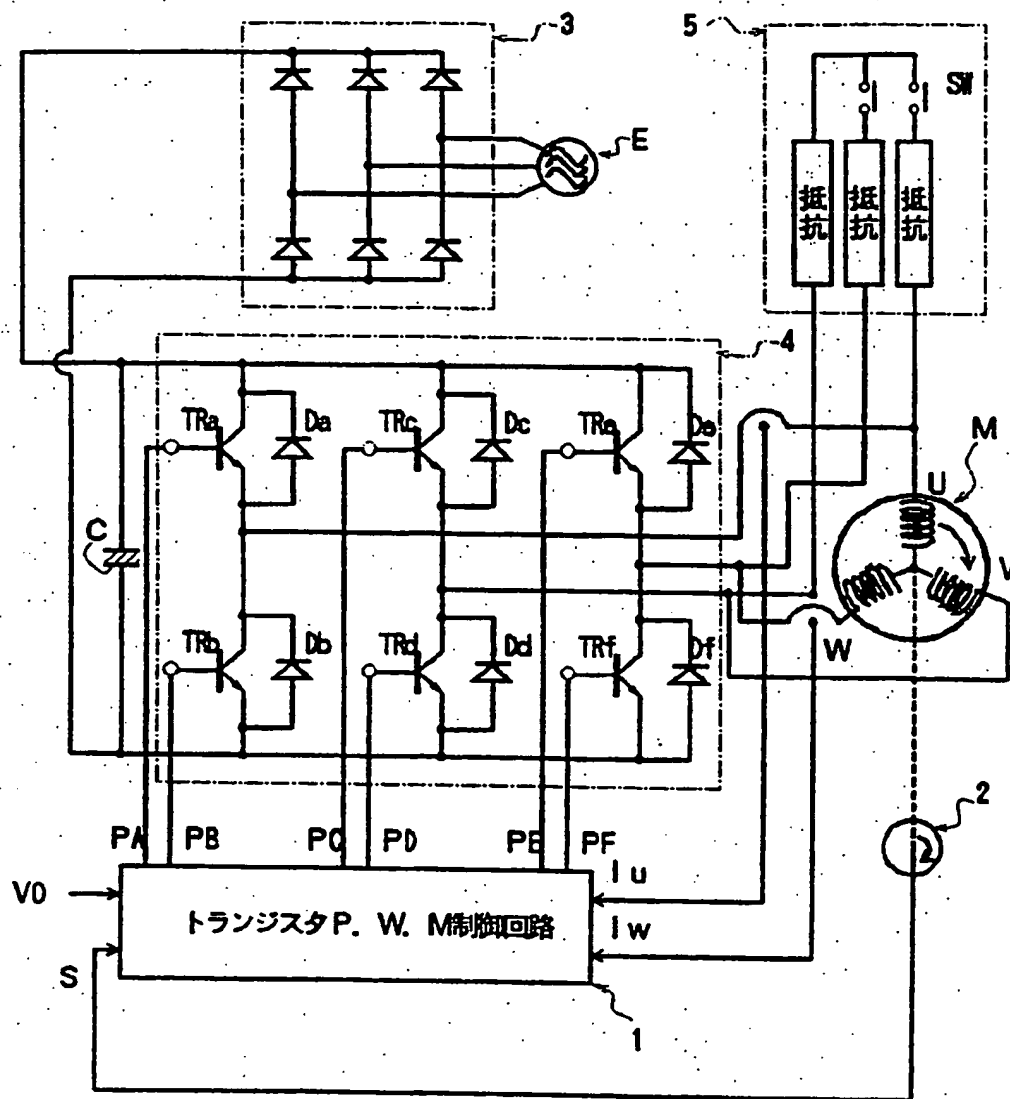 3
5
SW
E
抵抗
抵抗
抵抗
4
TRa
Da
TRc
Dc
TRe
De
M
U
C
V
TRb
Db
TRd
Dd
TRf
Df
W
2
PA
PB
PC
PD
PE
PF
Iu
V0
トランジスタP. W. M制御回路
Iw
S
1